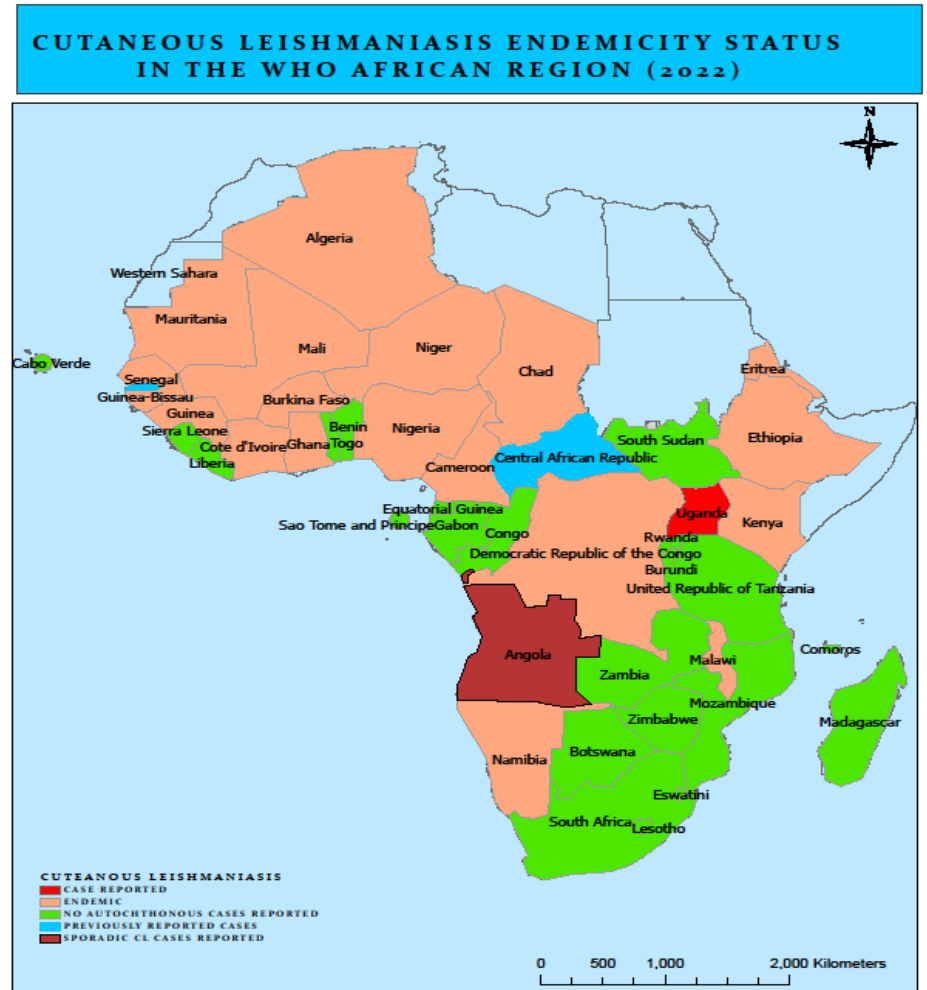 CUTANEOUS LEISHMANIASIS ENDEMICITY STATUS
IN THE WHO AFRICAN REGION (2022)
N
Algeria
Western Sahara
Mauritania
Mali
Niger
Chad
Cabo Verde
Senegal
Eritrea
Guinea-Bissau
Burkina Faso
Guinea
Benin
Nigeria
Sierra Leone
Cote d'Ivoire
Ghana
Togo
South Sudan
Ethiopia
Liberia
Cameroon
Central African Republic
Equatorial Guinea
Uganda
Kenya
Sao Tome and Principe
Gabon
Congo
Rwanda
Democratic Republic of the Congo
Burundi
United Republic of Tanzania
Angola
Malawi
Comoros
Zambia
Mozambique
Zimbabwe
Madagascar
Namibia
Botswana
Eswatini
South Africa
Lesotho
CUTEANOUS LEISHMANIASIS
CASE REPORTED
ENDEMIC
NO AUTOCHTHONOUS CASES REPORTED
PREVIOUSLY REPORTED CASES
SPORADIC CL CASES REPORTED
0 500 1,000 2,000 Kilometers